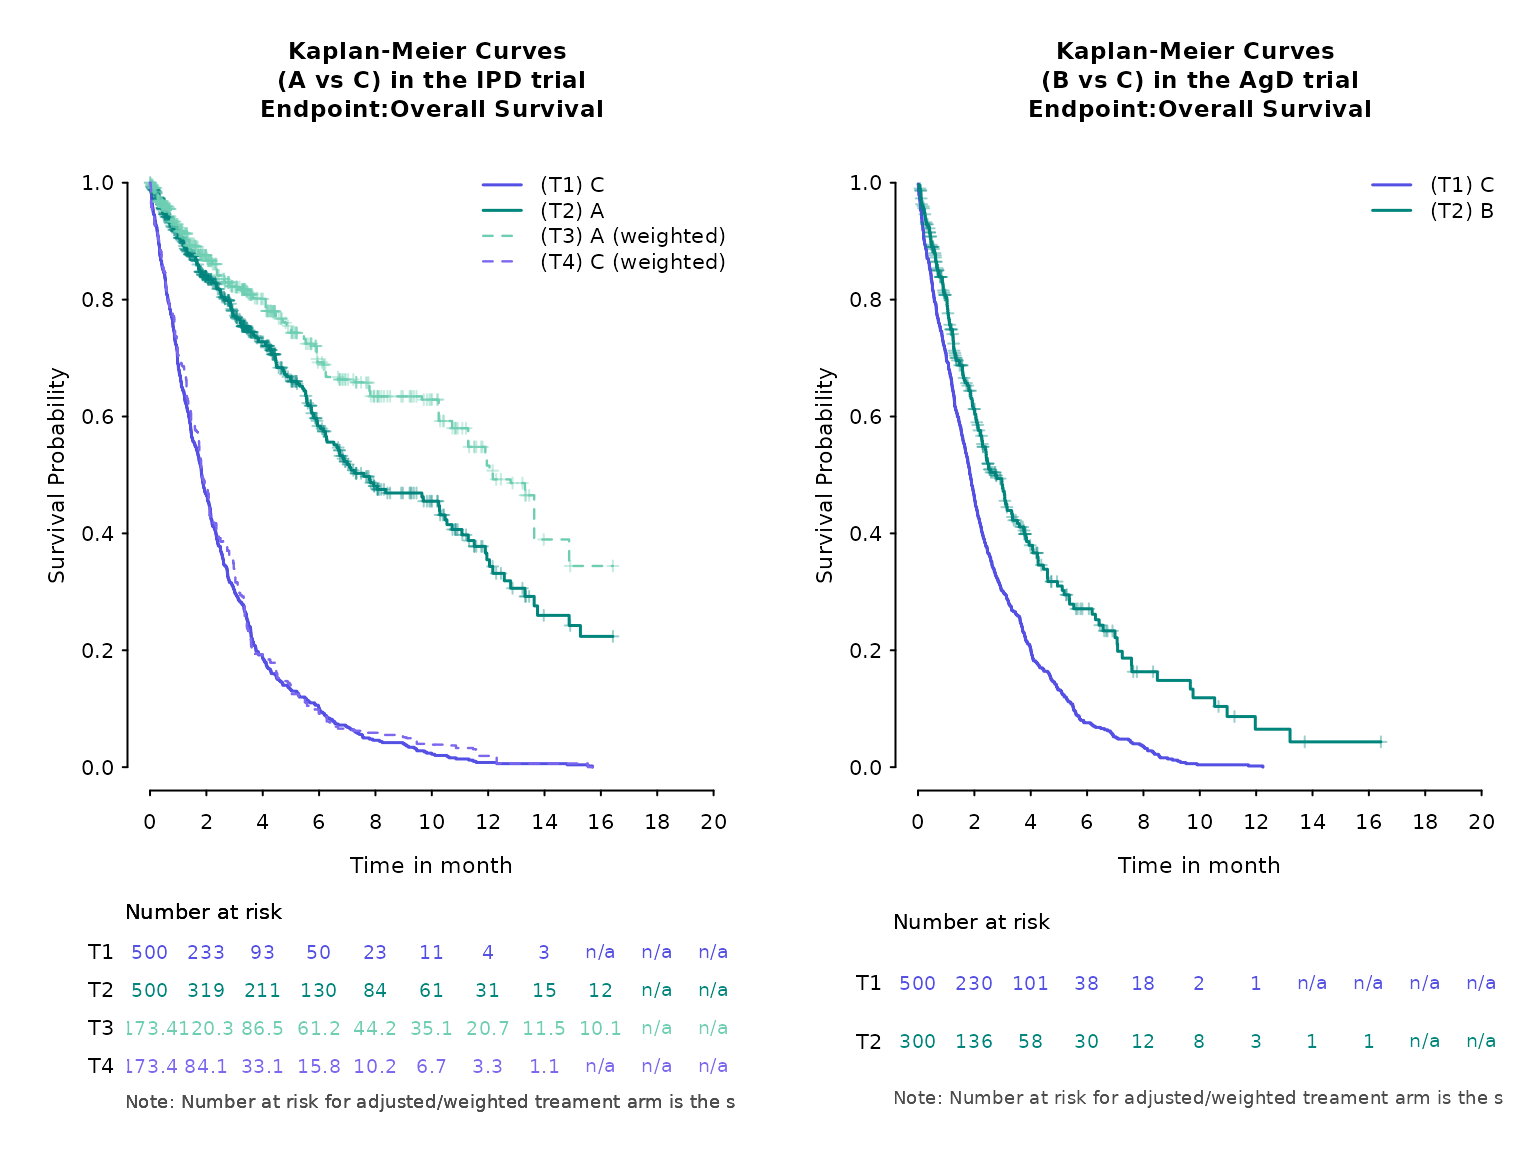 Kaplan-Meier Curves
(A vs C) in the IPD trial
Endpoint:Overall Survival
1.0
0.8
0.6
0.4
0.2
0.0
Survival Probability
(T1) C
(T2) A
(T3) A (weighted)
(T4) C (weighted)
0 2 4 6 8 10 12 14 16 18 20
Time in month
Number at risk
T1 500 233 93 50 23 11 4 3 n/a n/a n/a
T2 500 319 211 130 84 61 31 15 12 n/a n/a
T3 173.4 120.3 86.5 61.2 44.2 35.1 20.7 11.5 10.1 n/a n/a
T4 173.4 84.1 33.1 15.8 10.2 6.7 3.3 1.1 n/a n/a n/a
Note: Number at risk for adjusted/weighted treament arm is the s
Kaplan-Meier Curves
(B vs C) in the AgD trial
Endpoint:Overall Survival
1.0
0.8
0.6
0.4
0.2
0.0
Survival Probability
(T1) C
(T2) B
0 2 4 6 8 10 12 14 16 18 20
Time in month
Number at risk
T1 500 230 101 38 18 2 1 n/a n/a n/a n/a
T2 300 136 58 30 12 8 3 1 1 n/a n/a
Note: Number at risk for adjusted/weighted treament arm is the s